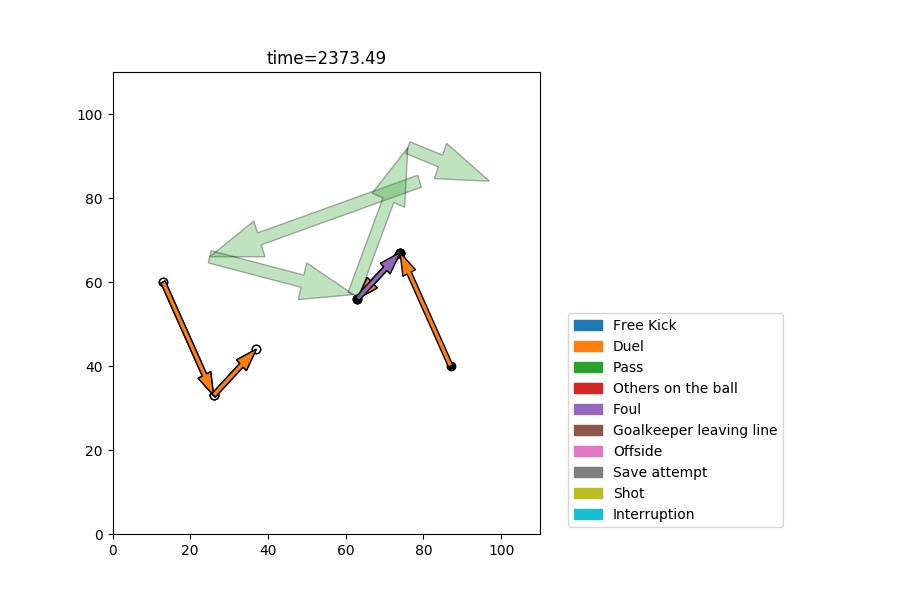 time=2373.49
100
80
60
40
20
0
0 20 40 60 80 100
Free Kick
Duel
Pass
Others on the ball
Foul
Goalkeeper leaving line
Offside
Save attempt
Shot
Interruption